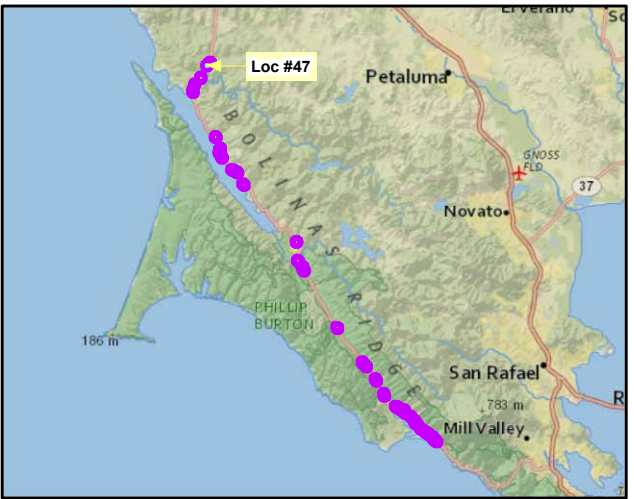 El Verano
Loc #47
Petaluma
GNOSS
FLD
37
Novato
BOLINAS RIDGE
PHILLIP
BURTON
186 m
San Rafael
783 m
Mill Valley